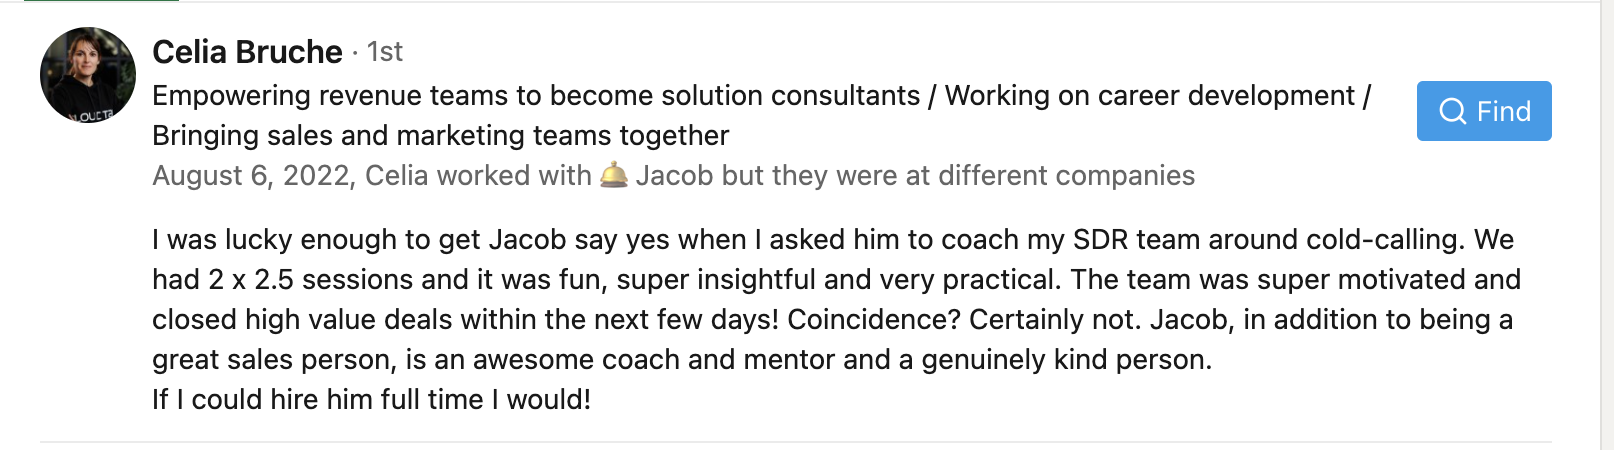 Celia Bruche · 1st
Empowering revenue teams to become solution consultants / Working on career development /
Bringing sales and marketing teams together
Find
August 6, 2022, Celia worked with 🛎️ Jacob but they were at different companies
I was lucky enough to get Jacob say yes when I asked him to coach my SDR team around cold-calling. We
had 2 x 2.5 sessions and it was fun, super insightful and very practical. The team was super motivated and
closed high value deals within the next few days! Coincidence? Certainly not. Jacob, in addition to being a
great sales person, is an awesome coach and mentor and a genuinely kind person.
If I could hire him full time I would!